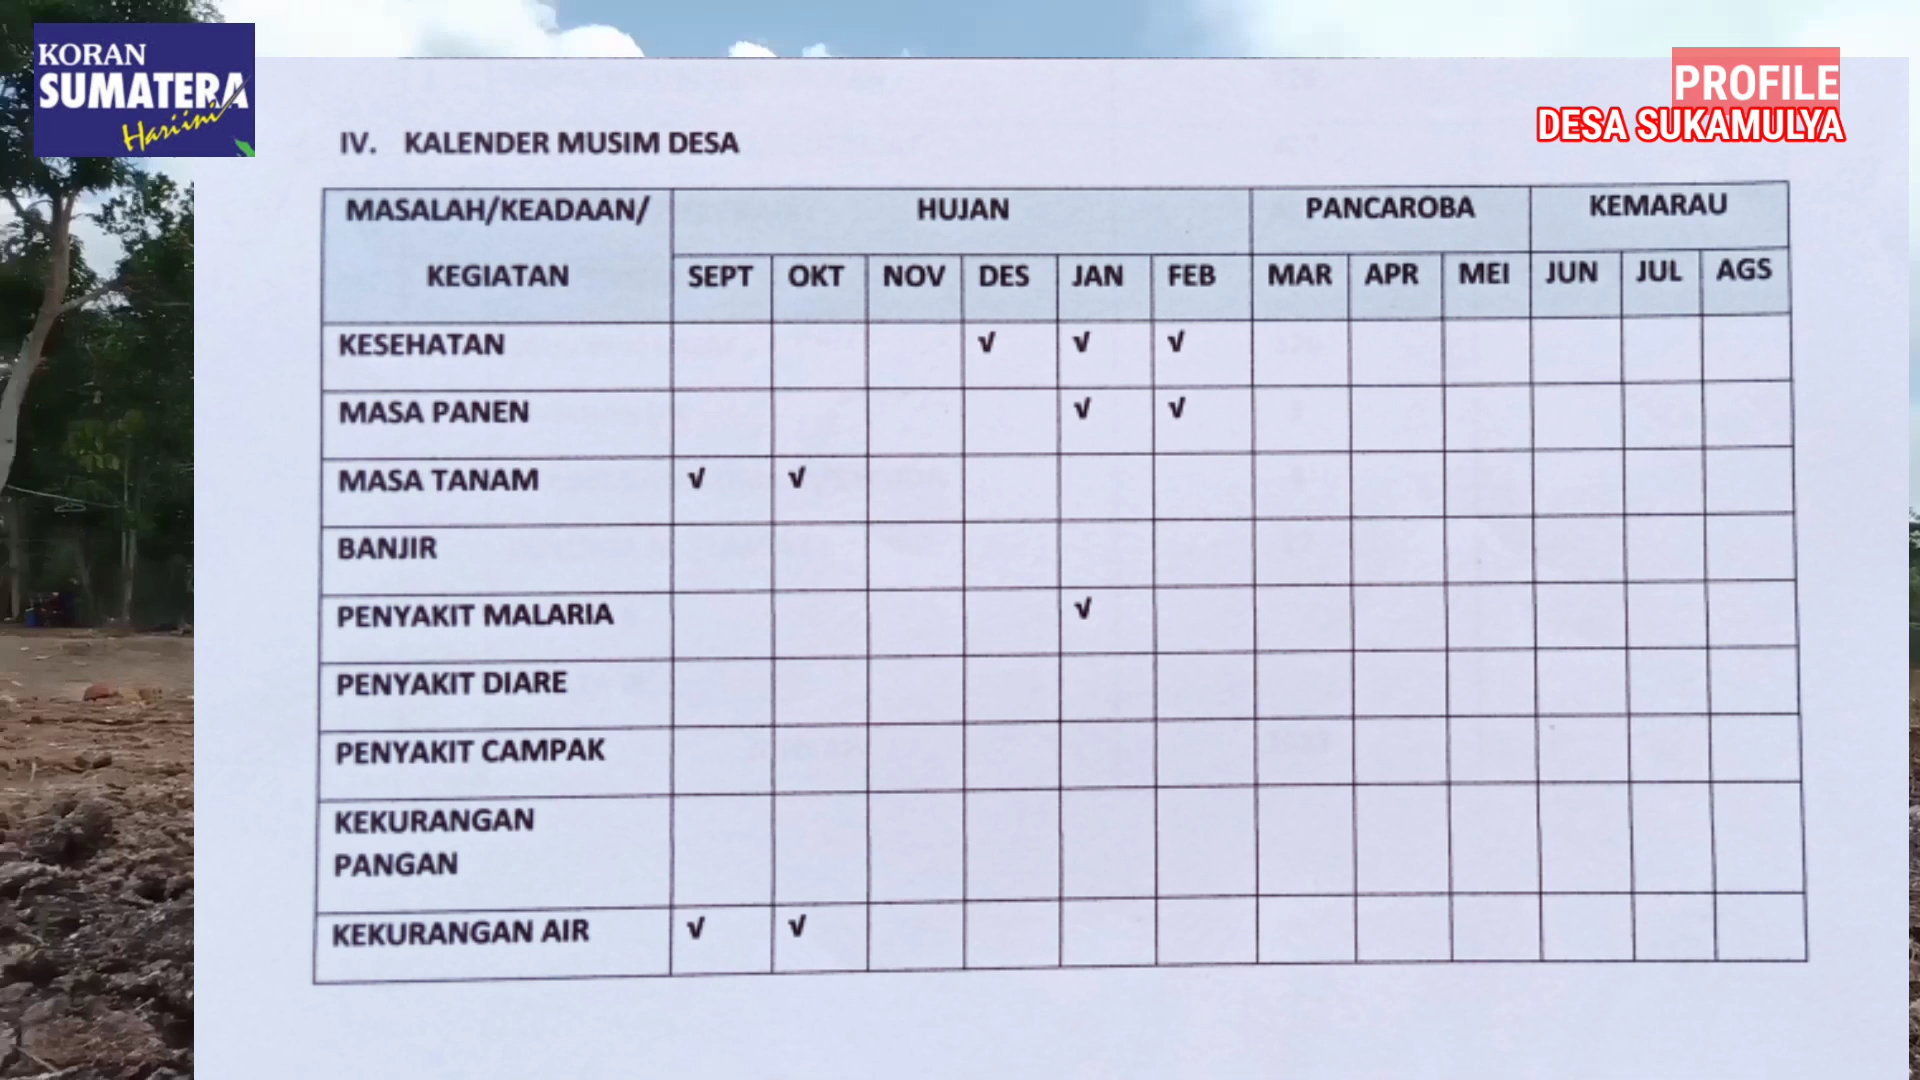 KORAN
SUMATERA
Hariini
PROFILE
DESA SUKAMULYA
IV. KALENDER MUSIM DESA
MASALAH/KEADAAN/ HUJAN PANCAROBA KEMARAU
KEGIATAN SEPT OKT NOV DES JAN FEB MAR APR MEI JUN JUL AGS
KESEHATAN √ √ √
MASA PANEN √ √
MASA TANAM √ √
BANJIR
PENYAKIT MALARIA √
PENYAKIT DIARE
PENYAKIT CAMPAK
KEKURANGAN
PANGAN
KEKURANGAN AIR √ √